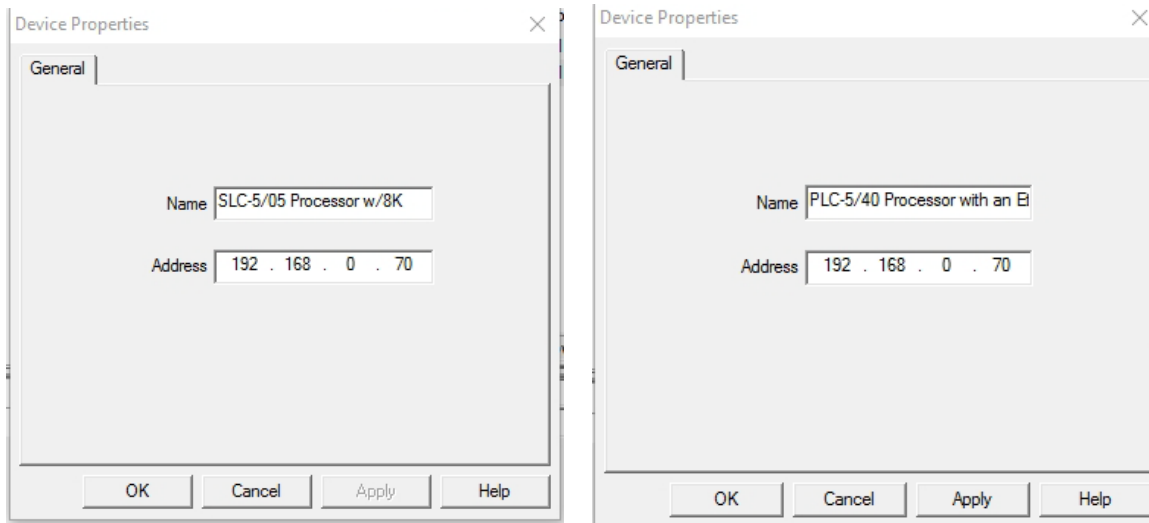 Device Properties
General
Name SLC-5/05 Processor w/8K
Address 192 . 168 . 0 . 70
OK Cancel Apply Help
Device Properties
General
Name PLC-5/40 Processor with an
Address 192 . 168 . 0 . 70
OK Cancel Apply Help